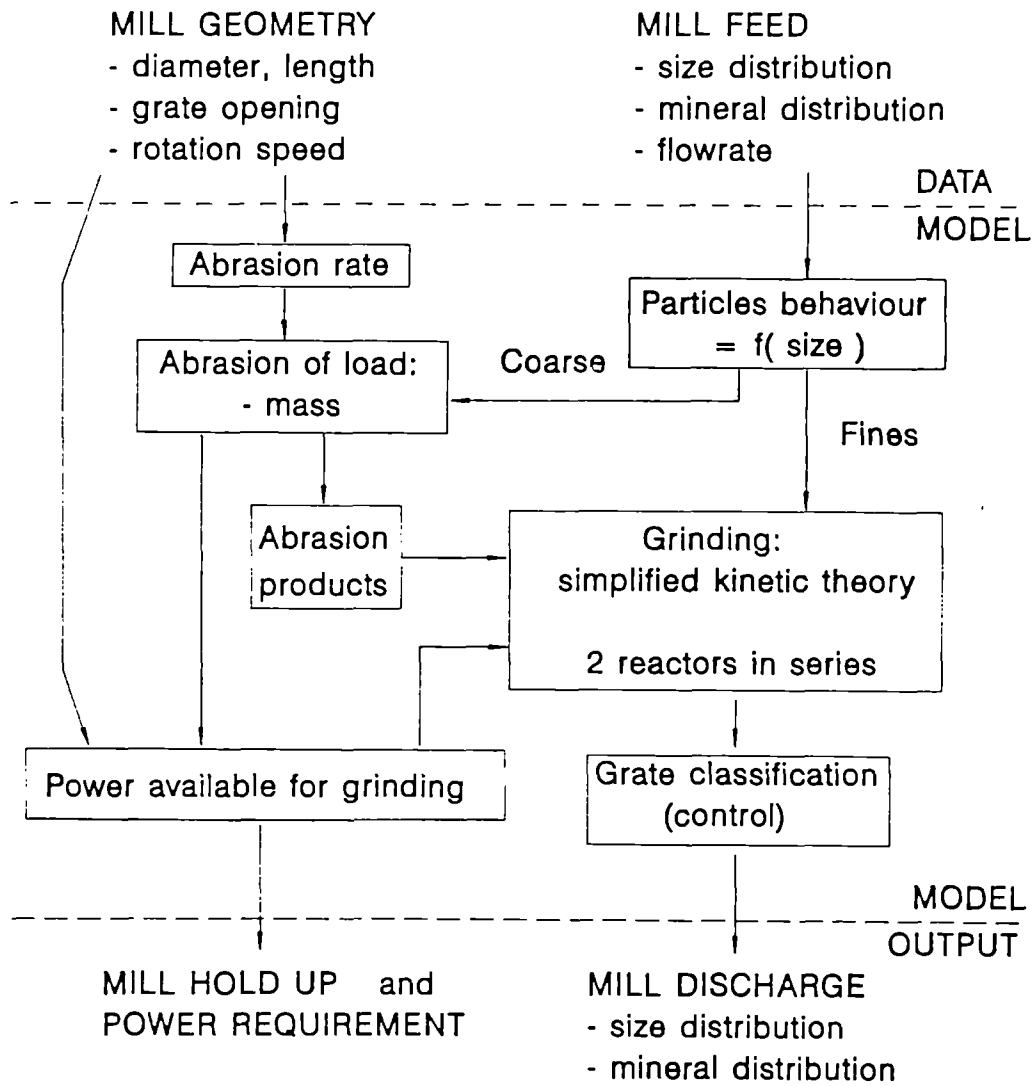 MILL GEOMETRY
- diameter, length
- grate opening
- rotation speed
MILL FEED
- size distribution
- mineral distribution
- flowrate
DATA
MODEL
Abrasion rate
Particles behaviour
= f( size )
Abrasion of load:
- mass
Coarse
Fines
Abrasion
products
Grinding:
simplified kinetic theory
2 reactors in series
Power available for grinding
Grate classification
(control)
MODEL
OUTPUT
MILL HOLD UP and
POWER REQUIREMENT
MILL DISCHARGE
- size distribution
- mineral distribution